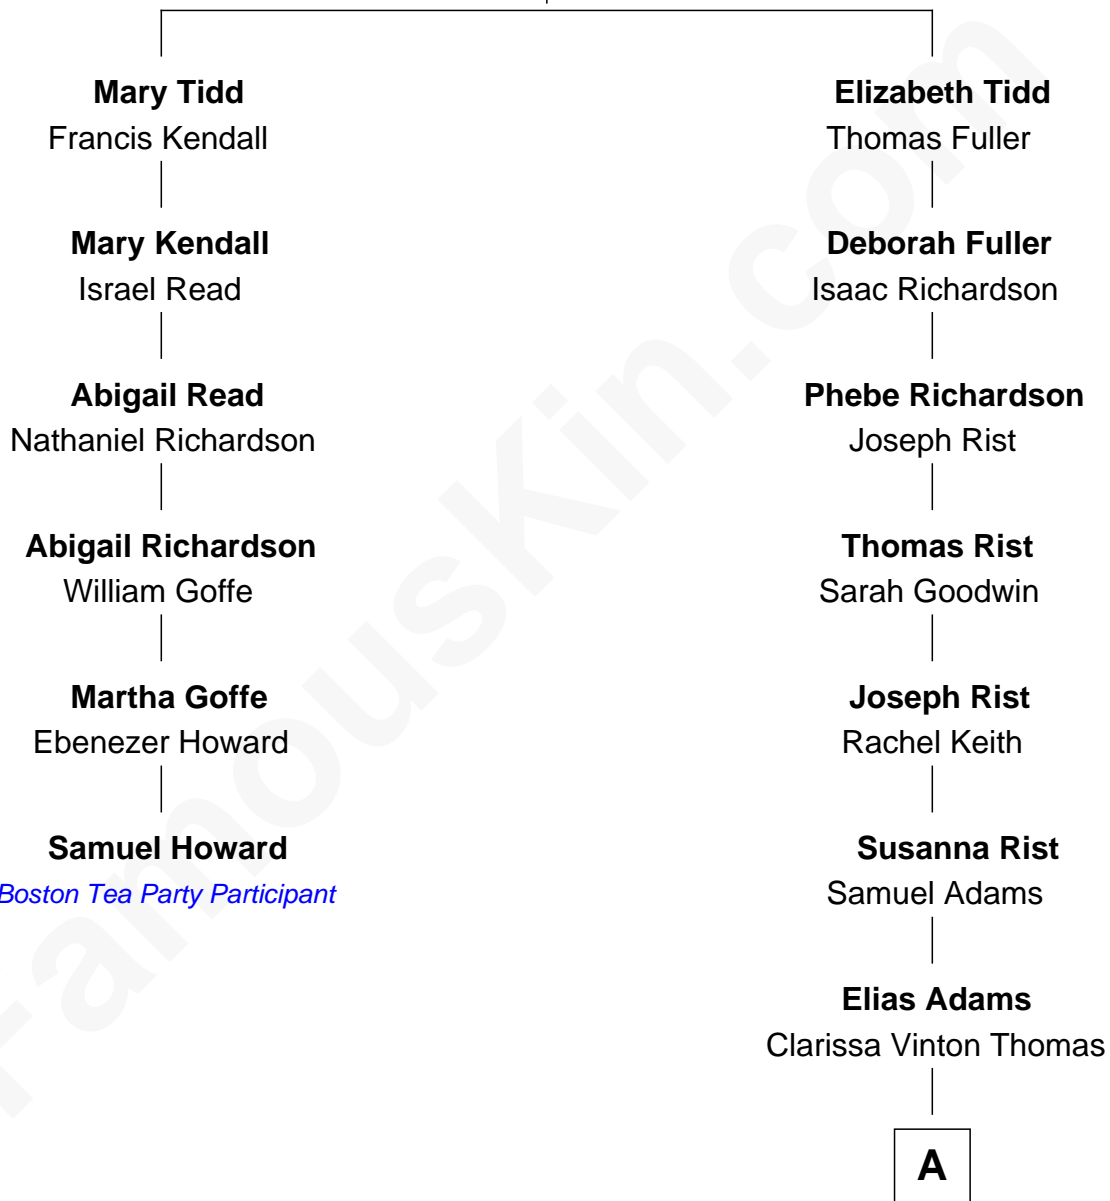 Mary Tidd
Francis Kendall
Mary Kendall
Israel Read
Abigail Read
Nathaniel Richardson
Abigail Richardson
William Goffe
Martha Goffe
Ebenezer Howard
Samuel Howard
Boston Tea Party Participant
Elizabeth Tidd
Thomas Fuller
Deborah Fuller
Isaac Richardson
Phebe Richardson
Joseph Rist
Thomas Rist
Sarah Goodwin
Joseph Rist
Rachel Keith
Susanna Rist
Samuel Adams
Elias Adams
Clarissa Vinton Thomas
A
FamousKin.com